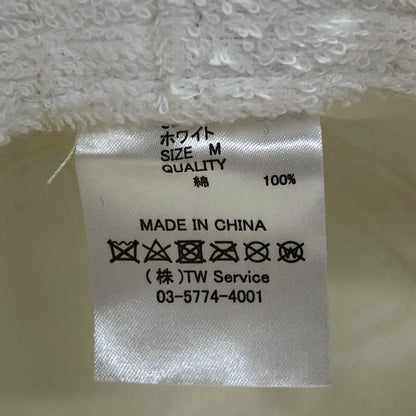 ホワイト
SIZE M
QUALITY
綿 100%
MADE IN CHINA
(株)TW Service
03-5774-4001